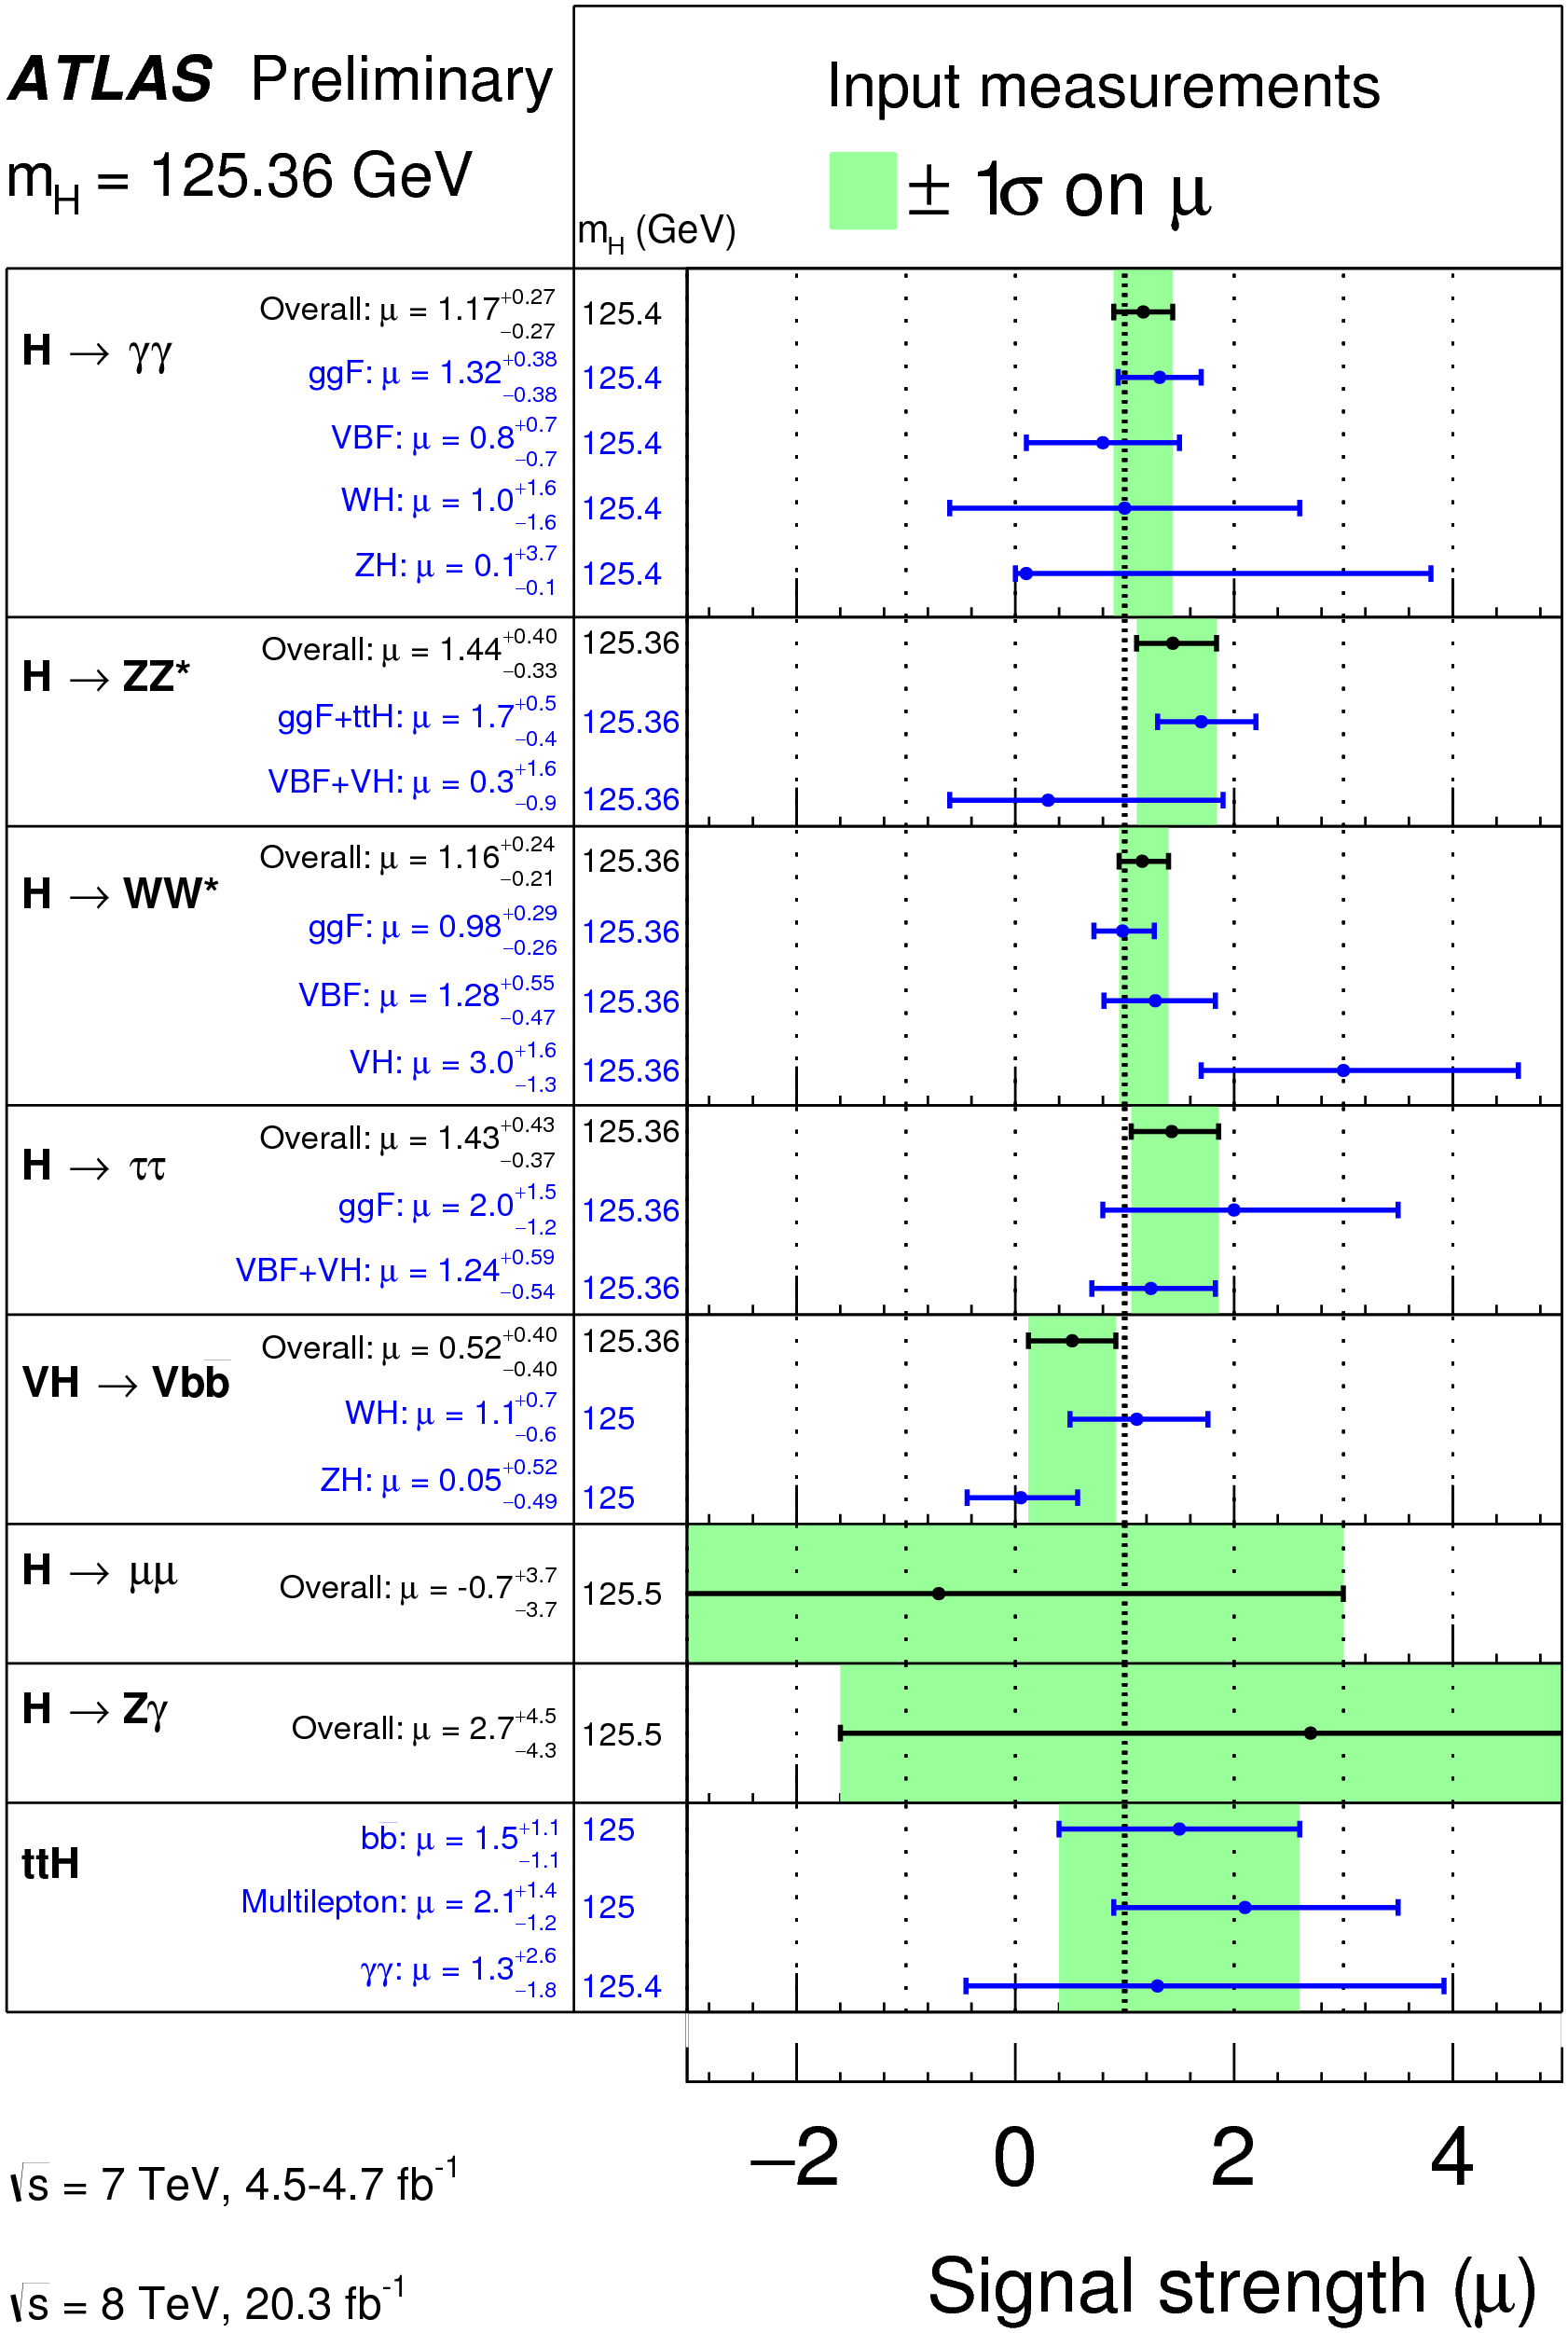 ATLAS Preliminary
m_H = 125.36 GeV
Input measurements
± 1σ on μ
m_H (GeV)
H → γγ
Overall: μ = 1.17 +0.27 −0.27 125.4
ggF: μ = 1.32 +0.38 −0.38 125.4
VBF: μ = 0.8 +0.7 −0.7 125.4
WH: μ = 1.0 +1.6 −1.6 125.4
ZH: μ = 0.1 +3.7 −0.1 125.4
H → ZZ*
Overall: μ = 1.44 +0.40 −0.33 125.36
ggF+ttH: μ = 1.7 +0.5 −0.4 125.36
VBF+VH: μ = 0.3 +1.6 −0.9 125.36
H → WW*
Overall: μ = 1.16 +0.24 −0.21 125.36
ggF: μ = 0.98 +0.29 −0.26 125.36
VBF: μ = 1.28 +0.55 −0.47 125.36
VH: μ = 3.0 +1.6 −1.3 125.36
H → ττ
Overall: μ = 1.43 +0.43 −0.37 125.36
ggF: μ = 2.0 +1.5 −1.2 125.36
VBF+VH: μ = 1.24 +0.59 −0.54 125.36
VH → Vbb̅
Overall: μ = 0.52 +0.40 −0.40 125.36
WH: μ = 1.1 +0.7 −0.6 125
ZH: μ = 0.05 +0.52 −0.49 125
H → μμ
Overall: μ = -0.7 +3.7 −3.7 125.5
H → Zγ
Overall: μ = 2.7 +4.5 −4.3 125.5
ttH
bb̅: μ = 1.5 +1.1 −1.1 125
Multilepton: μ = 2.1 +1.4 −1.2 125
γγ: μ = 1.3 +2.6 −1.8 125.4
−2 0 2 4
√s = 7 TeV, 4.5-4.7 fb⁻¹
√s = 8 TeV, 20.3 fb⁻¹
Signal strength (μ)